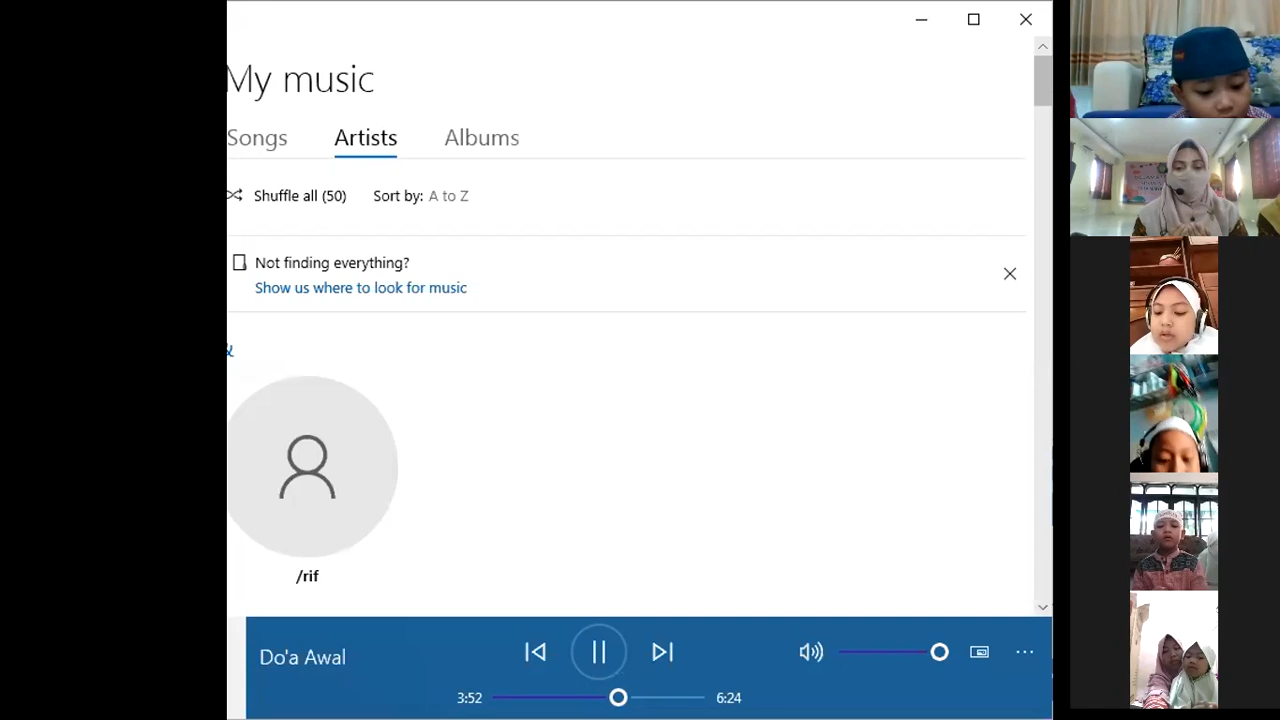 My music
Songs Artists Albums
Shuffle all (50) Sort by: A to Z
Not finding everything?
Show us where to look for music
&
/rif
Do'a Awal
3:52 6:24